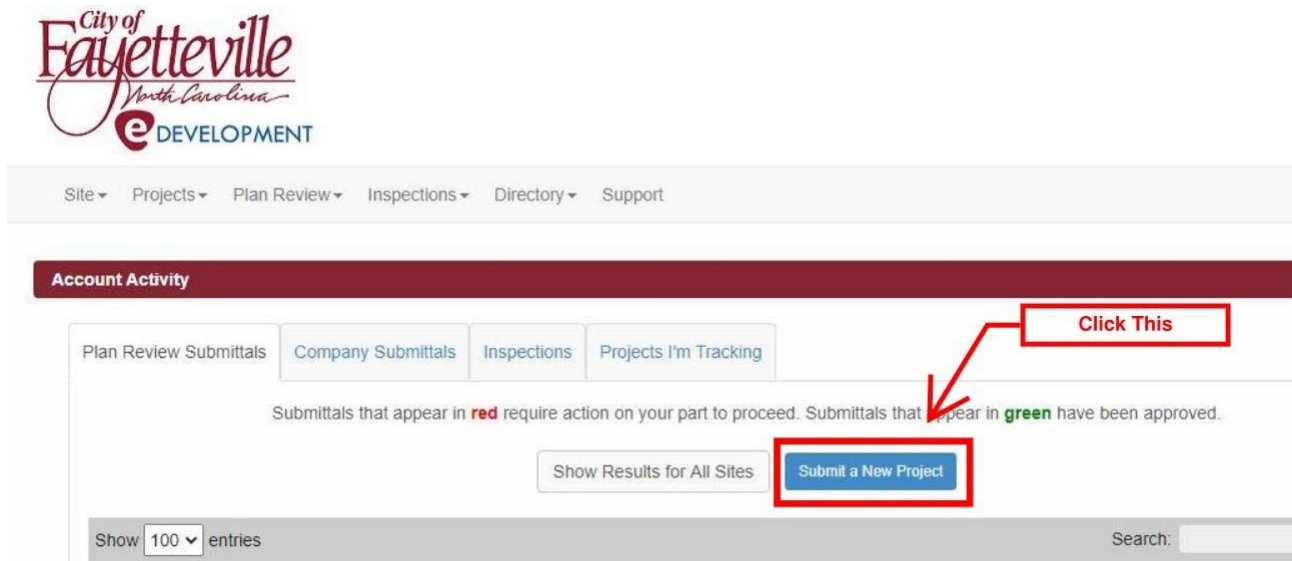 City of
Fayetteville
North Carolina
e DEVELOPMENT
Site Projects Plan Review Inspections Directory Support
Account Activity
Click This
Plan Review Submittals Company Submittals Inspections Projects I'm Tracking
Submittals that appear in red require action on your part to proceed. Submittals that appear in green have been approved.
Show Results for All Sites Submit a New Project
Show 100 entries Search: